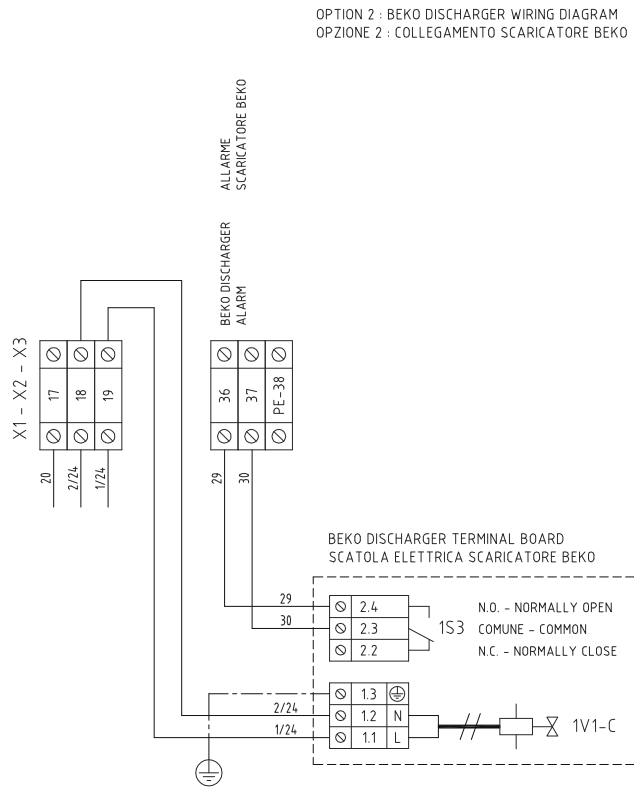 OPTION 2 : BEKO DISCHARGER WIRING DIAGRAM
OPZIONE 2 : COLLEGAMENTO SCARICATORE BEKO
ALLARME
SCARICATORE BEKO
BEKO DISCHARGER
ALARM
X1 - X2 - X3
17
18
19
36
37
PE-38
20
2/24
1/24
29
30
BEKO DISCHARGER TERMINAL BOARD
SCATOLA ELETTRICA SCARICATORE BEKO
29
2.4
N.O. - NORMALLY OPEN
30
2.3
1S3
COMUNE - COMMON
2.2
N.C. - NORMALLY CLOSE
1.3
2/24
1.2
N
1V1-C
1/24
1.1
L